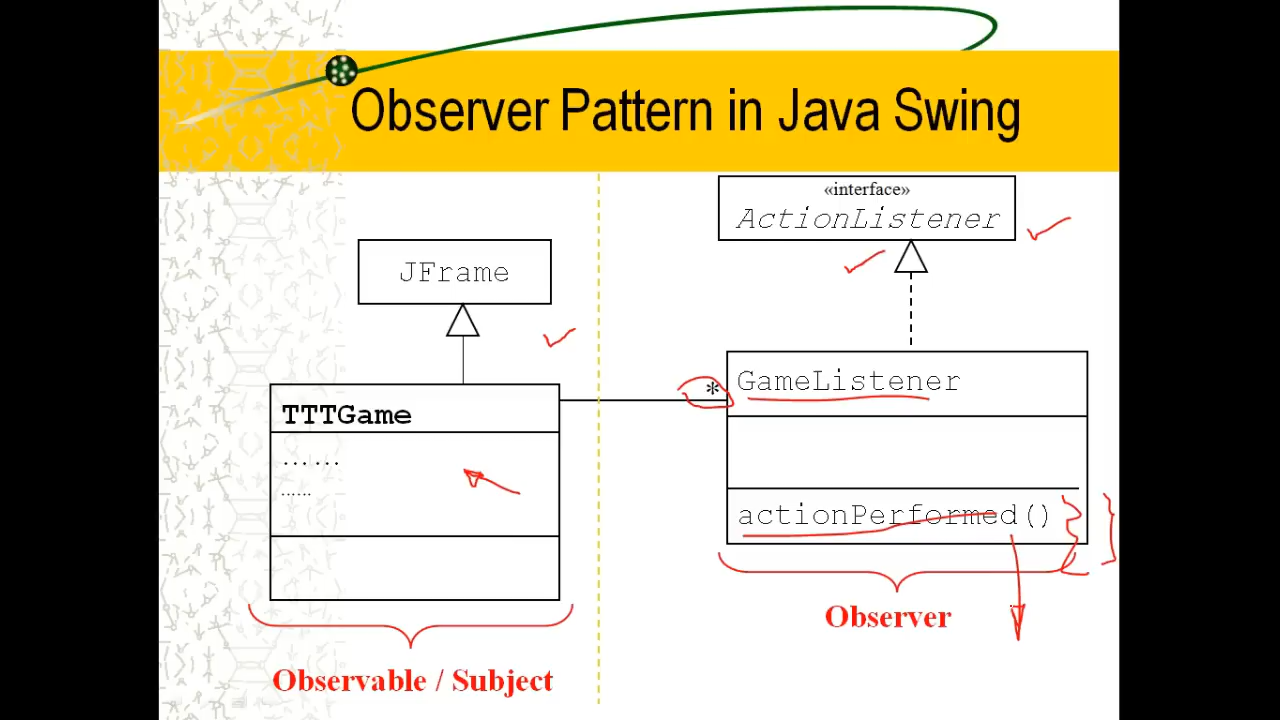 Observer Pattern in Java Swing
«interface»
ActionListener
JFrame
*
GameListener
TTTGame
......
......
actionPerformed()
Observer
Observable / Subject